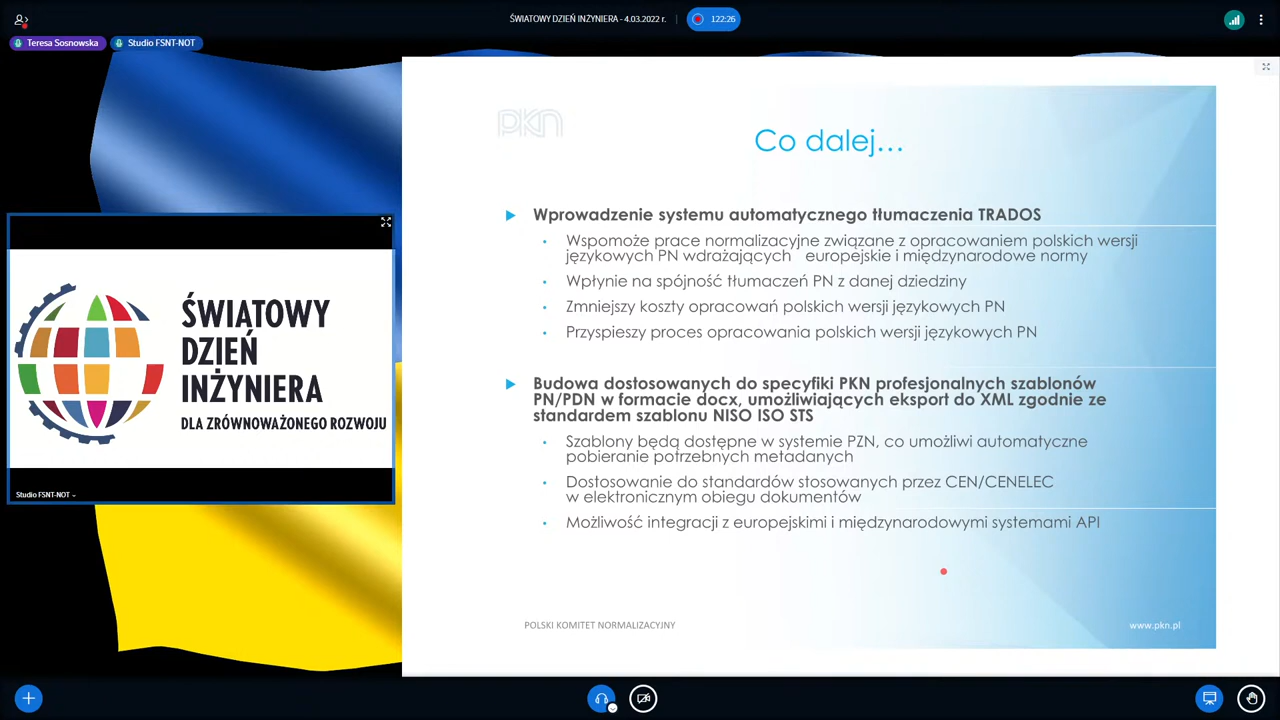 ŚWIATOWY DZIEŃ INŻYNIERA - 4.03.2022 r.
122:26
Teresa Sosnowska
Studio FSNT-NOT
ŚWIATOWY
DZIEŃ
INŻYNIERA
DLA ZRÓWNOWAŻONEGO ROZWOJU
Studio FSNT-NOT
PKN
Co dalej...
Wprowadzenie systemu automatycznego tłumaczenia TRADOS
Wspomoże prace normalizacyjne związane z opracowaniem polskich wersji
językowych PN wdrażających europejskie i międzynarodowe normy
Wpłynie na spójność tłumaczeń PN z danej dziedziny
Zmniejszy koszty opracowań polskich wersji językowych PN
Przyspieszy proces opracowania polskich wersji językowych PN
Budowa dostosowanych do specyfiki PKN profesjonalnych szablonów
PN/PDN w formacie docx, umożliwiających eksport do XML zgodnie ze
standardem szablonu NISO ISO STS
Szablony będą dostępne w systemie PZN, co umożliwi automatyczne
pobieranie potrzebnych metadanych
Dostosowanie do standardów stosowanych przez CEN/CENELEC
w elektronicznym obiegu dokumentów
Możliwość integracji z europejskimi i międzynarodowymi systemami API
POLSKI KOMITET NORMALIZACYJNY
www.pkn.pl